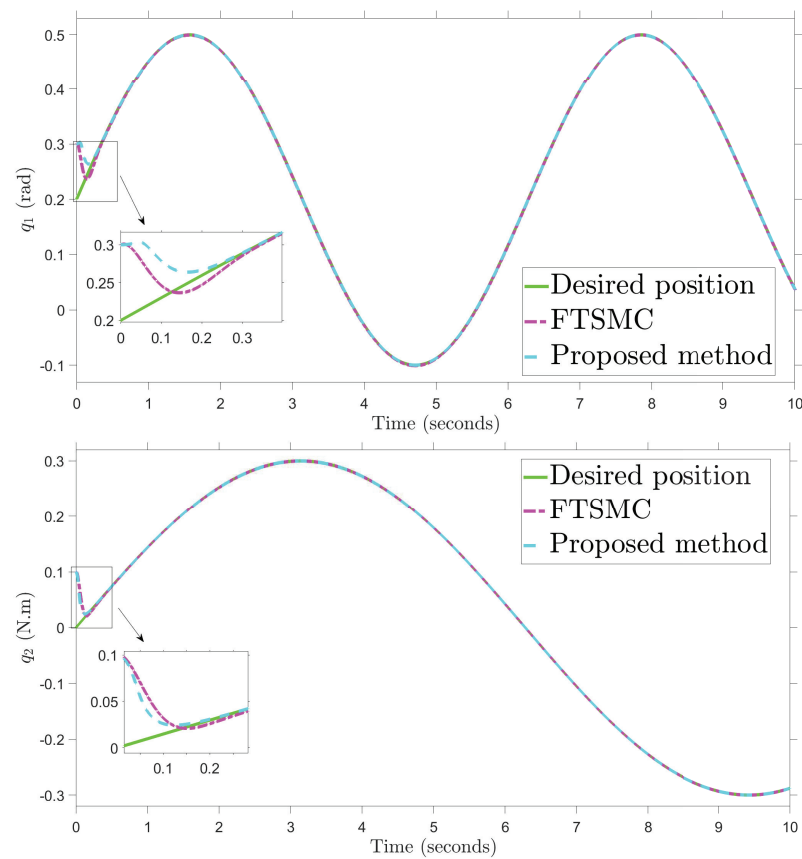 0.5
0.4
0.3
0.2
0.1
0
-0.1
q1 (rad)
0.3
0.25
0.2
0 0.1 0.2 0.3
Desired position
FTSMC
Proposed method
0 1 2 3 4 5 6 7 8 9 10
Time (seconds)
0.3
0.2
0.1
0
-0.1
-0.2
-0.3
q2 (N.m)
0.1
0.05
0
0.1 0.2
Desired position
FTSMC
Proposed method
0 1 2 3 4 5 6 7 8 9 10
Time (seconds)